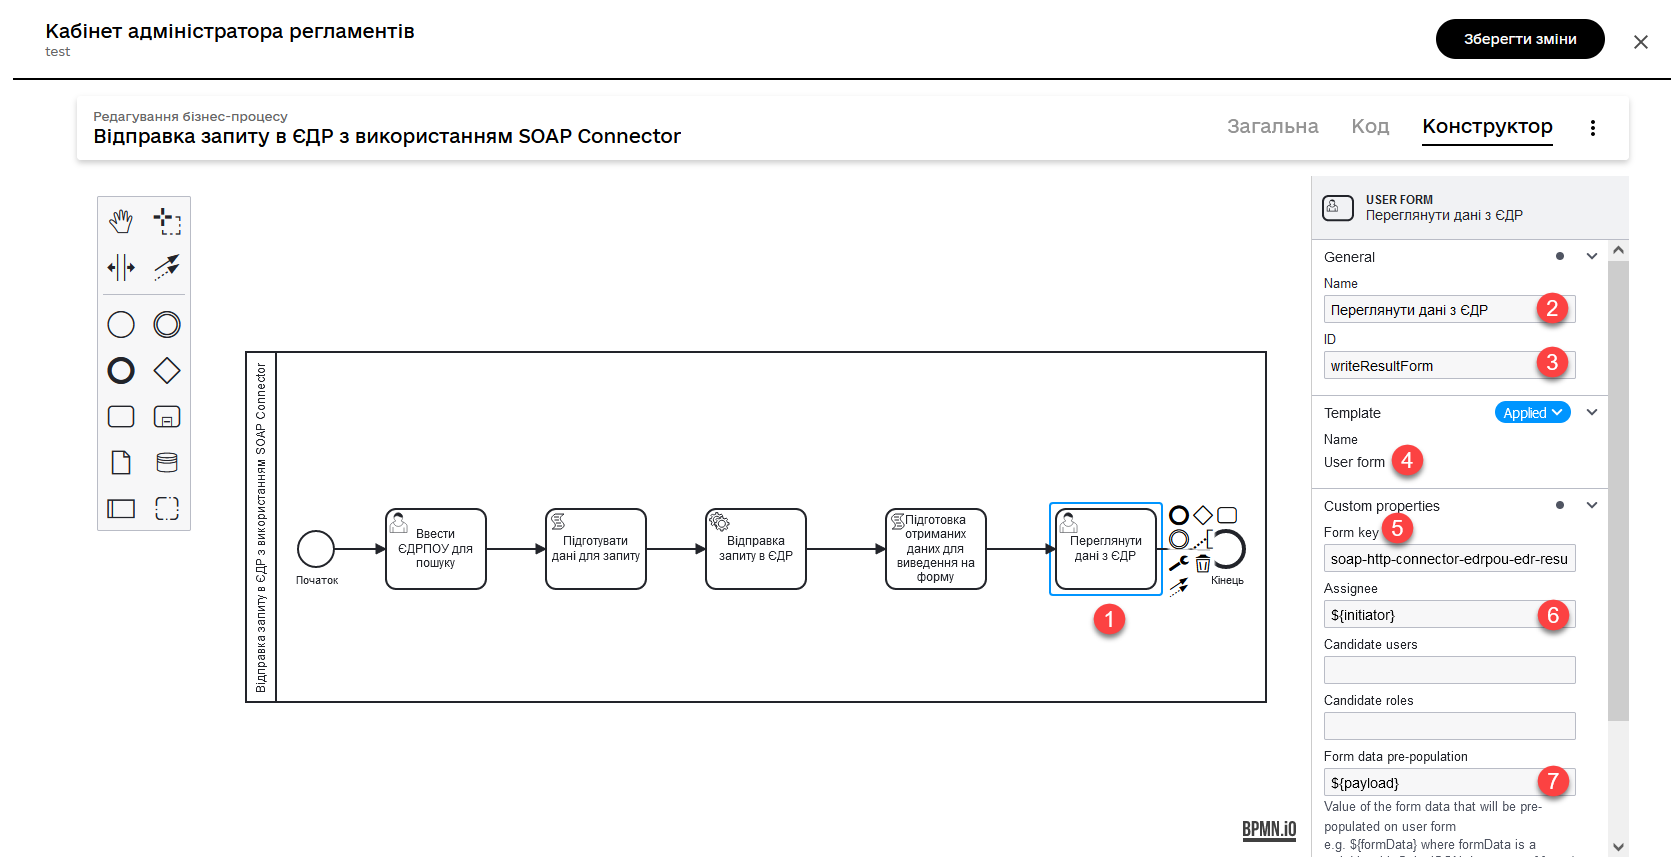 Кабінет адміністратора регламентів
test
Зберегти зміни
Редагування бізнес-процесу
Відправка запиту в ЄДР з використанням SOAP Connector
Загальна
Код
Конструктор
Відправка запиту в ЄДР з використанням SOAP Connector
Початок
Ввести
ЄДРПОУ для
пошуку
Підготувати
дані для запиту
Відправка
запиту в ЄДР
Підготовка
отриманих
даних для
виведення на
форму
Переглянути
дані з ЄДР
Кінець
1
BPMN.iO
USER FORM
Переглянути дані з ЄДР
General
Name
Переглянути дані з ЄДР
2
ID
writeResultForm
3
Template
Applied
Name
User form
4
Custom properties
Form key
5
soap-http-connector-edrpou-edr-resu
Assignee
${initiator}
6
Candidate users
Candidate roles
Form data pre-population
${payload}
7
Value of the form data that will be pre-
populated on user form
e.g. ${formData} where formData is a